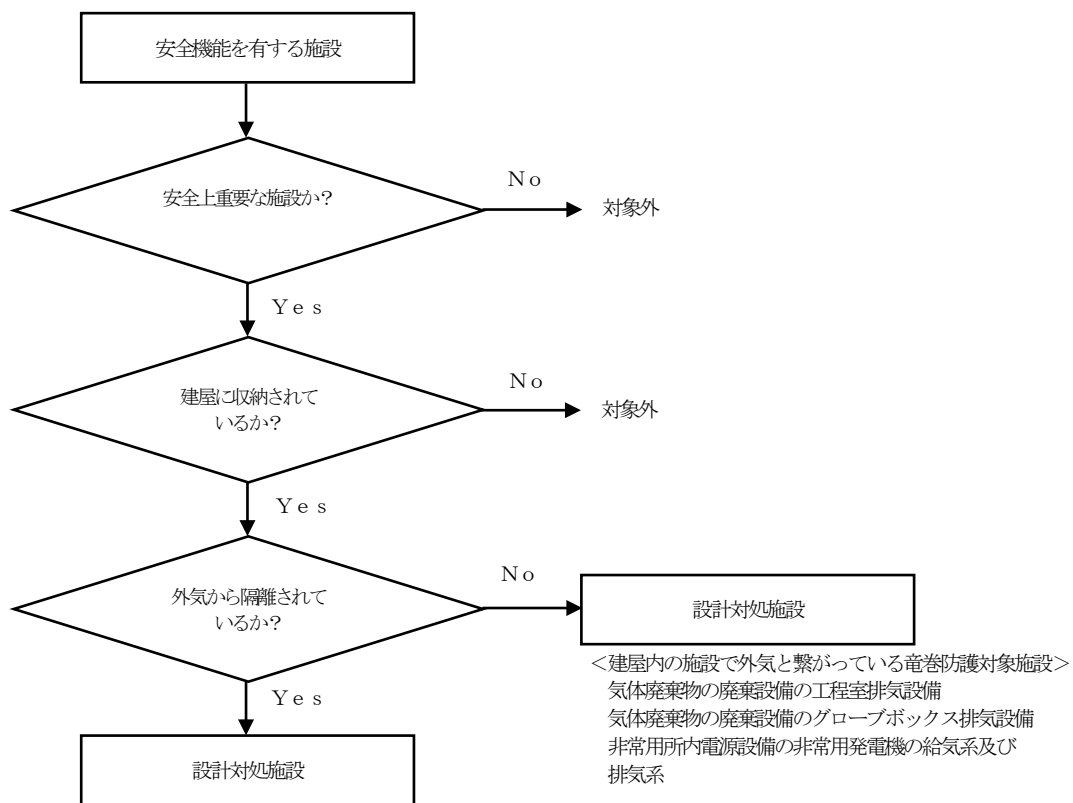 安全機能を有する施設
安全上重要な施設か?
No
対象外
Yes
建屋に収納されて
いるか?
No
対象外
Yes
外気から隔離されて
いるか?
No
設計対処施設
<建屋内の施設で外気と繋がっている竜巻防護対象施設>
気体廃棄物の廃棄設備の工程室排気設備
気体廃棄物の廃棄設備のグローブボックス排気設備
非常用所内電源設備の非常用発電機の給気系及び
排気系
Yes
設計対処施設